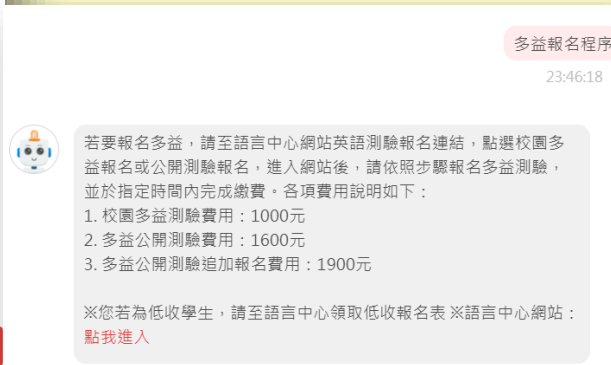 多益報名程序
23:46:18
若要報名多益，請至語言中心網站英語測驗報名連結，點選校園多
益報名或公開測驗報名，進入網站後，請依照步驟報名多益測驗，
並於指定時間內完成繳費。各項費用說明如下：
1. 校園多益測驗費用：1000元
2. 多益公開測驗費用：1600元
3. 多益公開測驗追加報名費用：1900元
※您若為低收學生，請至語言中心領取低收報名表 ※語言中心網站：
點我進入